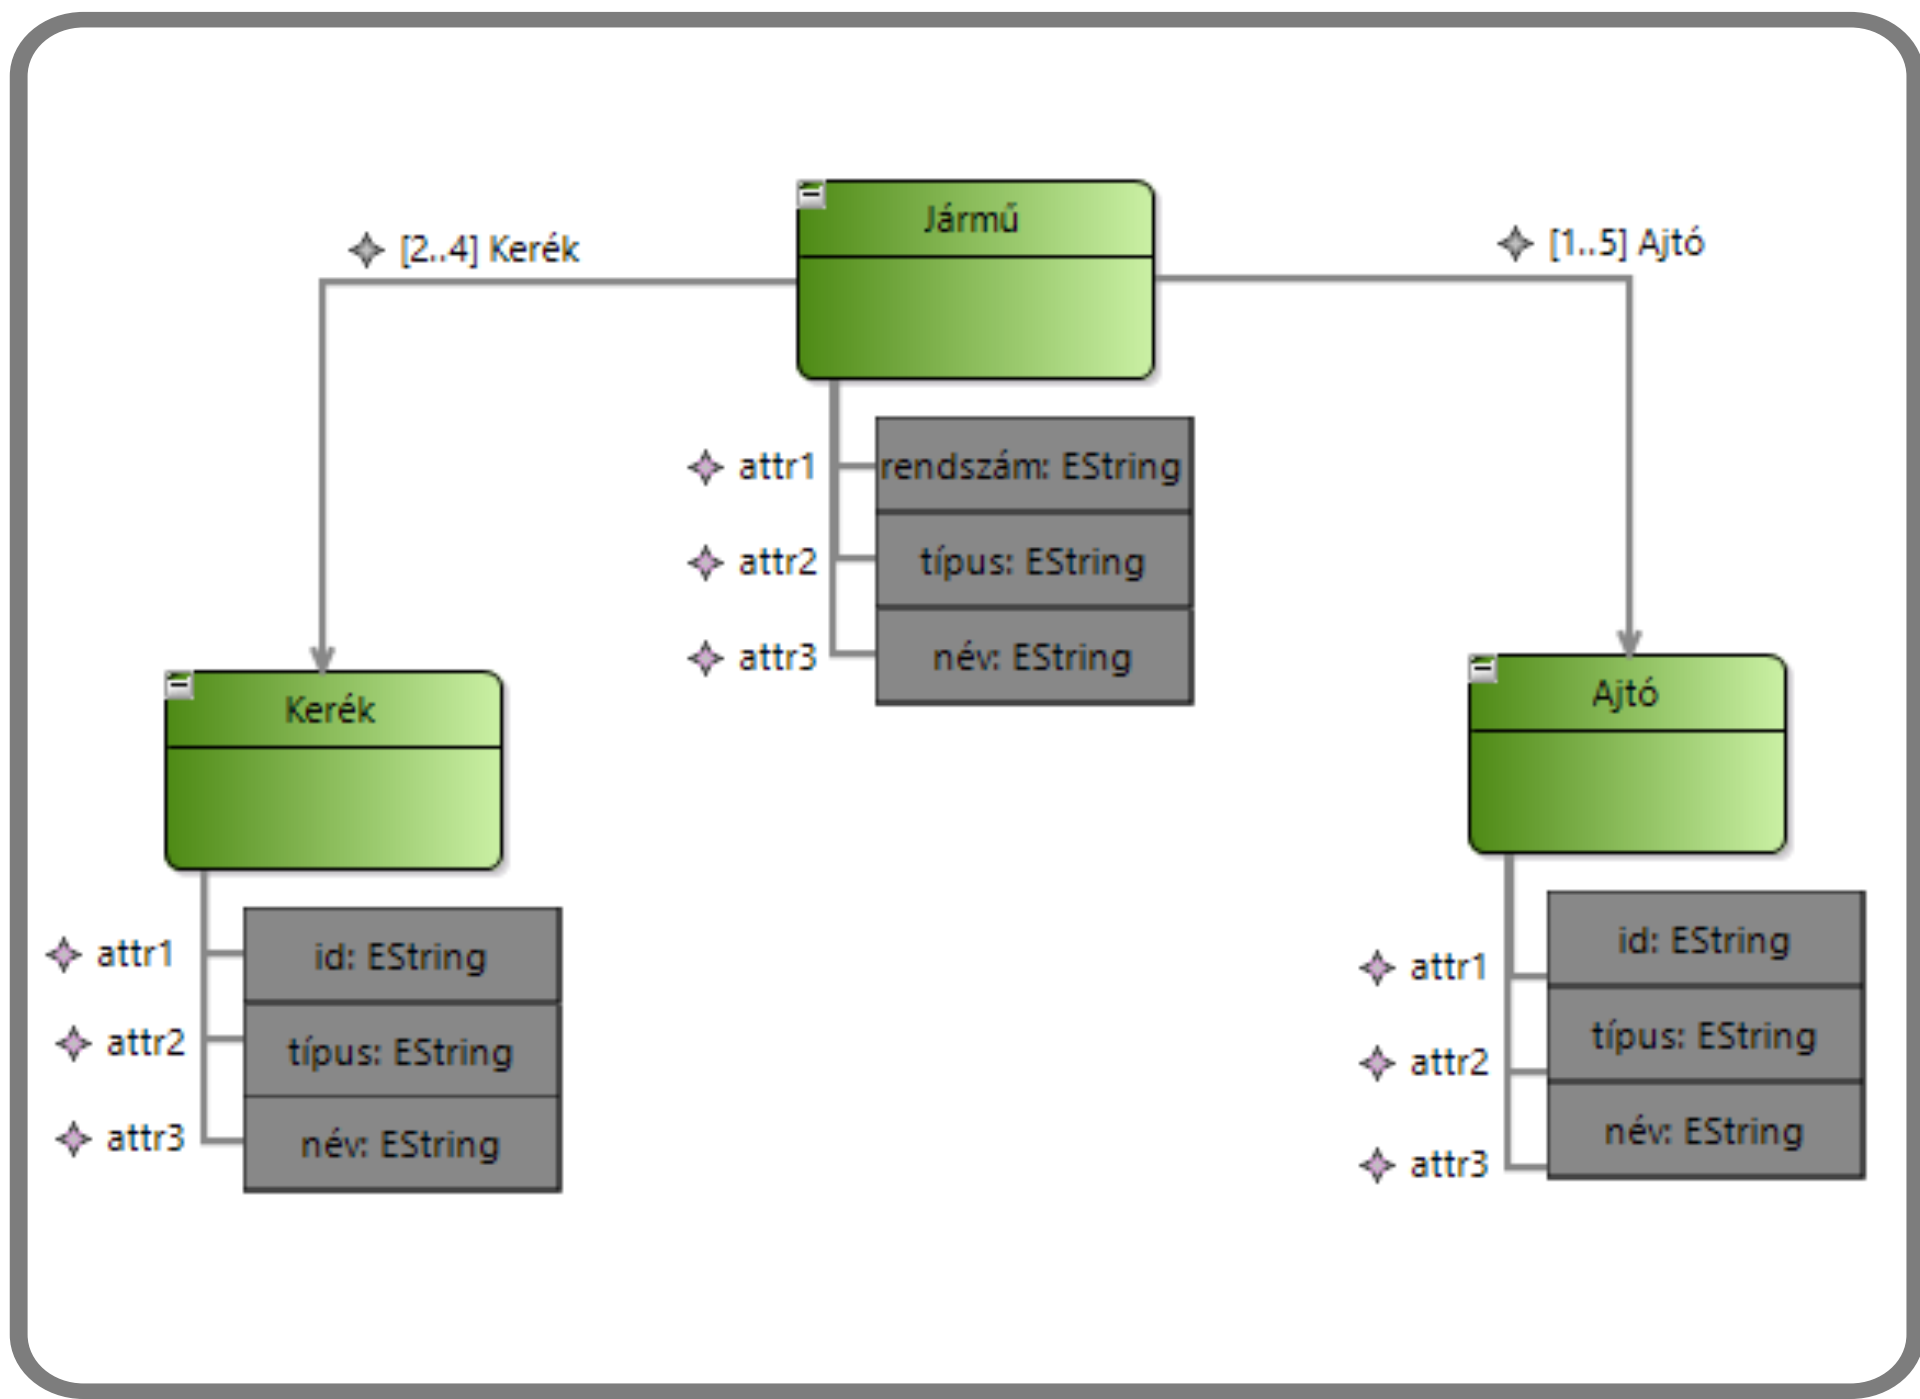 Jármű
[2..4] Kerék
[1..5] Ajtó
attr1 rendszám: EString
attr2 típus: EString
attr3 név: EString
Kerék
attr1 id: EString
attr2 típus: EString
attr3 név: EString
Ajtó
attr1 id: EString
attr2 típus: EString
attr3 név: EString